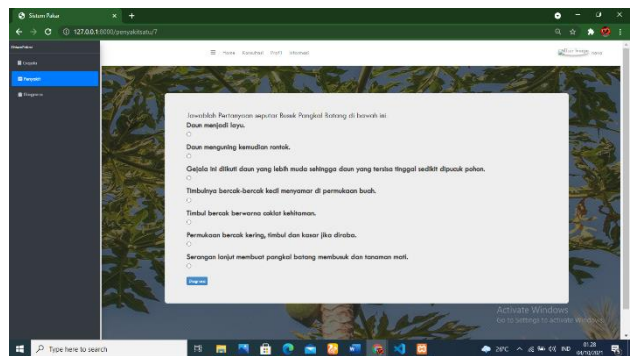 Sistem Pakar
127.0.0.1:8000/penyakitsatu/7
Home Konsultasi Profil Informasi
Gejala
Penyakit
Jawablah Pertanyaan seputar Busuk Pangkal Batang di bawah ini
Daun menjadi layu.
Daun menguning kemudian rontok.
Gejala ini diikuti daun yang lebih muda sehingga daun yang tersisa tinggal sedikit dipucuk pohon.
Timbulnya bercak-bercak kecil menyamar di permukaan buah.
Timbul bercak berwarna coklat kehitaman.
Permukaan bercak kering, timbul dan kasar jika diraba.
Serangan lanjut membuat pangkal batang membusuk dan tanaman mati.
Diagnosa
Activate Windows
Go to Settings to activate Windows.
Type here to search
26°C
IND
01.28
04/10/2021